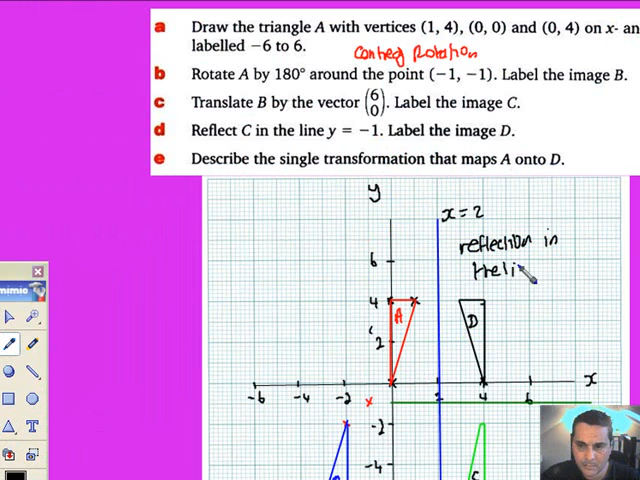 a Draw the triangle A with vertices (1, 4), (0, 0) and (0, 4) on x- an
labelled −6 to 6.
b Rotate A by 180° around the point (−1, −1). Label the image B.
c Translate B by the vector (6 0). Label the image C.
d Reflect C in the line y = −1. Label the image D.
e Describe the single transformation that maps A onto D.
y
x = 2
reflection in
the li
6
4
A
D
2
x
-6 -4 -2 2 4 6
x
-2
-4
C
mimio
T